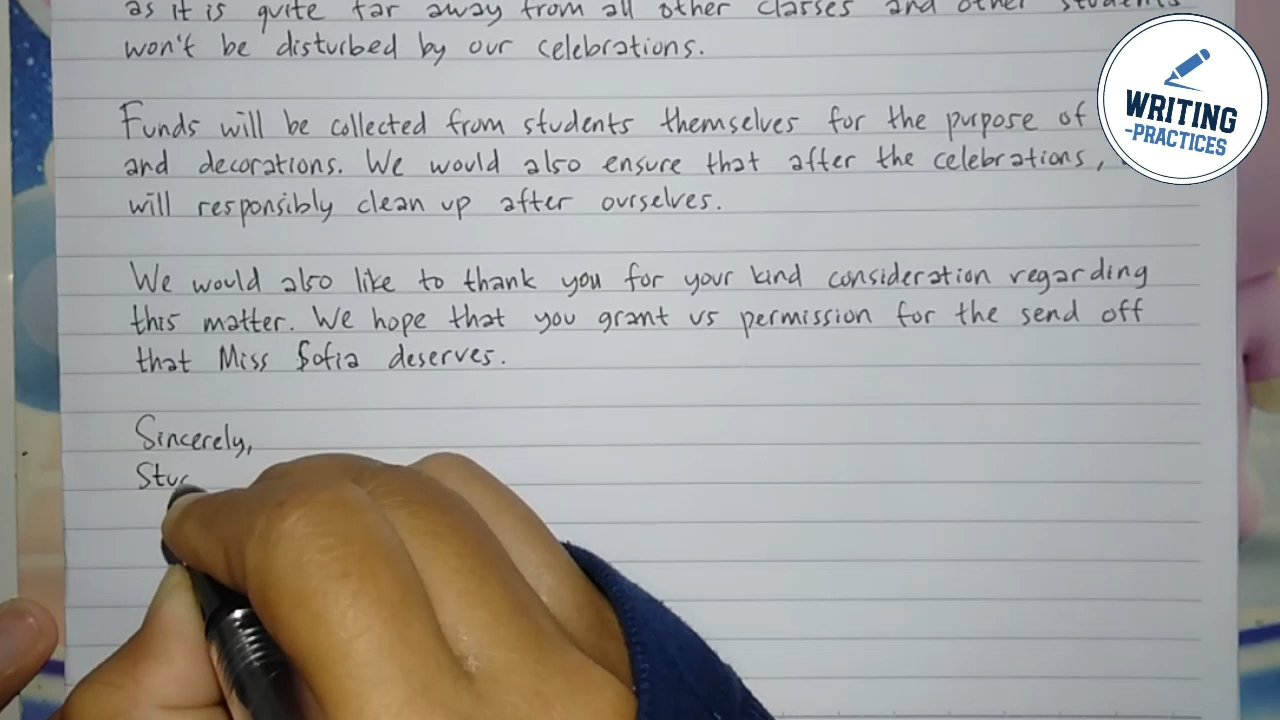 as it is quite far away from all other classes and other students
won't be disturbed by our celebrations.
Funds will be collected from students themselves for the purpose of
and decorations. We would also ensure that after the celebrations,
will responsibly clean up after ourselves.
We would also like to thank you for your kind consideration regarding
this matter. We hope that you grant us permission for the send off
that Miss Sofia deserves.
Sincerely,
Stu
WRITING
-PRACTICES